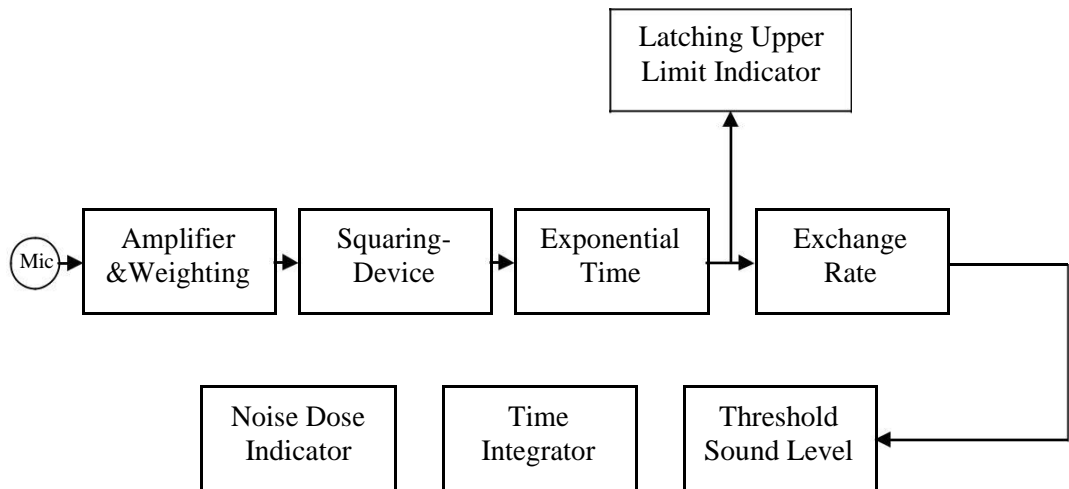 Latching Upper
Limit Indicator
Mic
Amplifier
&Weighting
Squaring-
Device
Exponential
Time
Exchange
Rate
Noise Dose
Indicator
Time
Integrator
Threshold
Sound Level